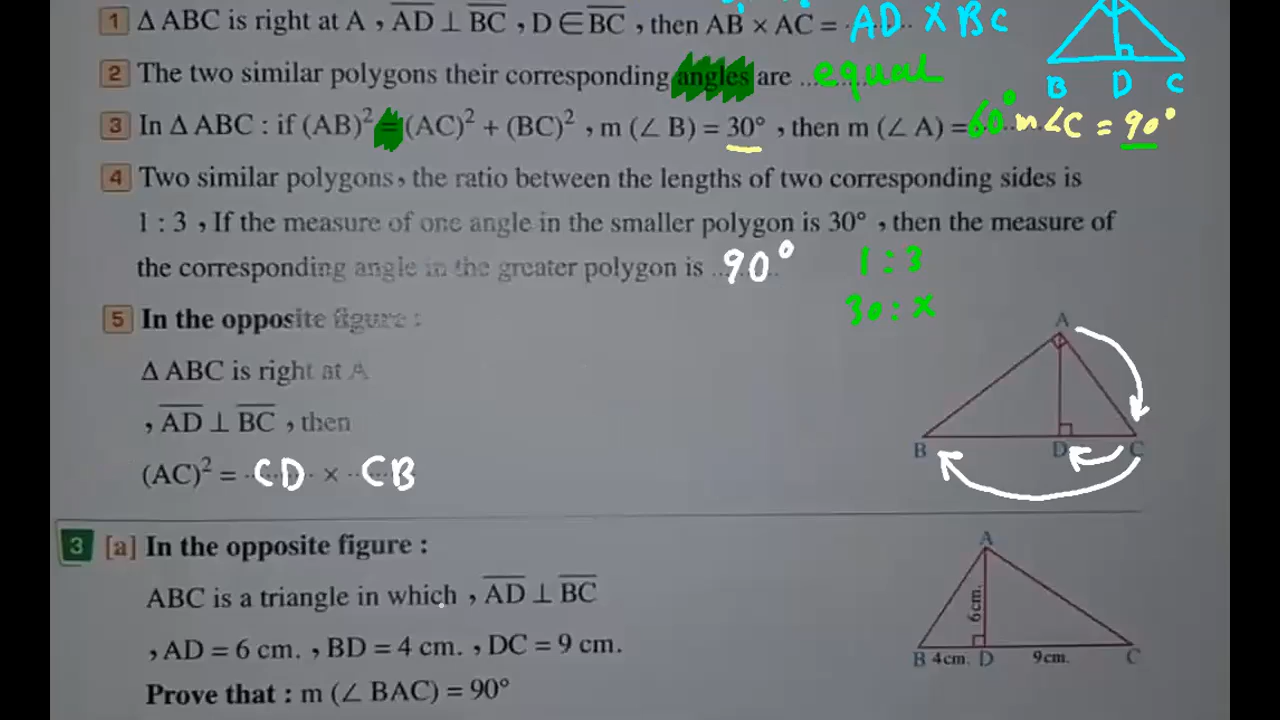 1 Δ ABC is right at A , AD ⊥ BC , D ∈ BC , then AB × AC = AD X BC
2 The two similar polygons their corresponding angles are ... equal
3 In Δ ABC : if (AB)² = (AC)² + (BC)² , m (∠ B) = 30° , then m (∠ A) = 60° m ∠C = 90°
4 Two similar polygons, the ratio between the lengths of two corresponding sides is
1 : 3 , If the measure of one angle in the smaller polygon is 30° , then the measure of
the corresponding angle in the greater polygon is ... 90°
1 : 3
30 : x
B D C
5 In the opposite figure :
Δ ABC is right at A
, AD ⊥ BC , then
(AC)² = CD × CB
A
B D C
3 [a] In the opposite figure :
ABC is a triangle in which , AD ⊥ BC
, AD = 6 cm. , BD = 4 cm. , DC = 9 cm.
Prove that : m (∠ BAC) = 90°
A
6cm.
B 4cm. D 9cm. C